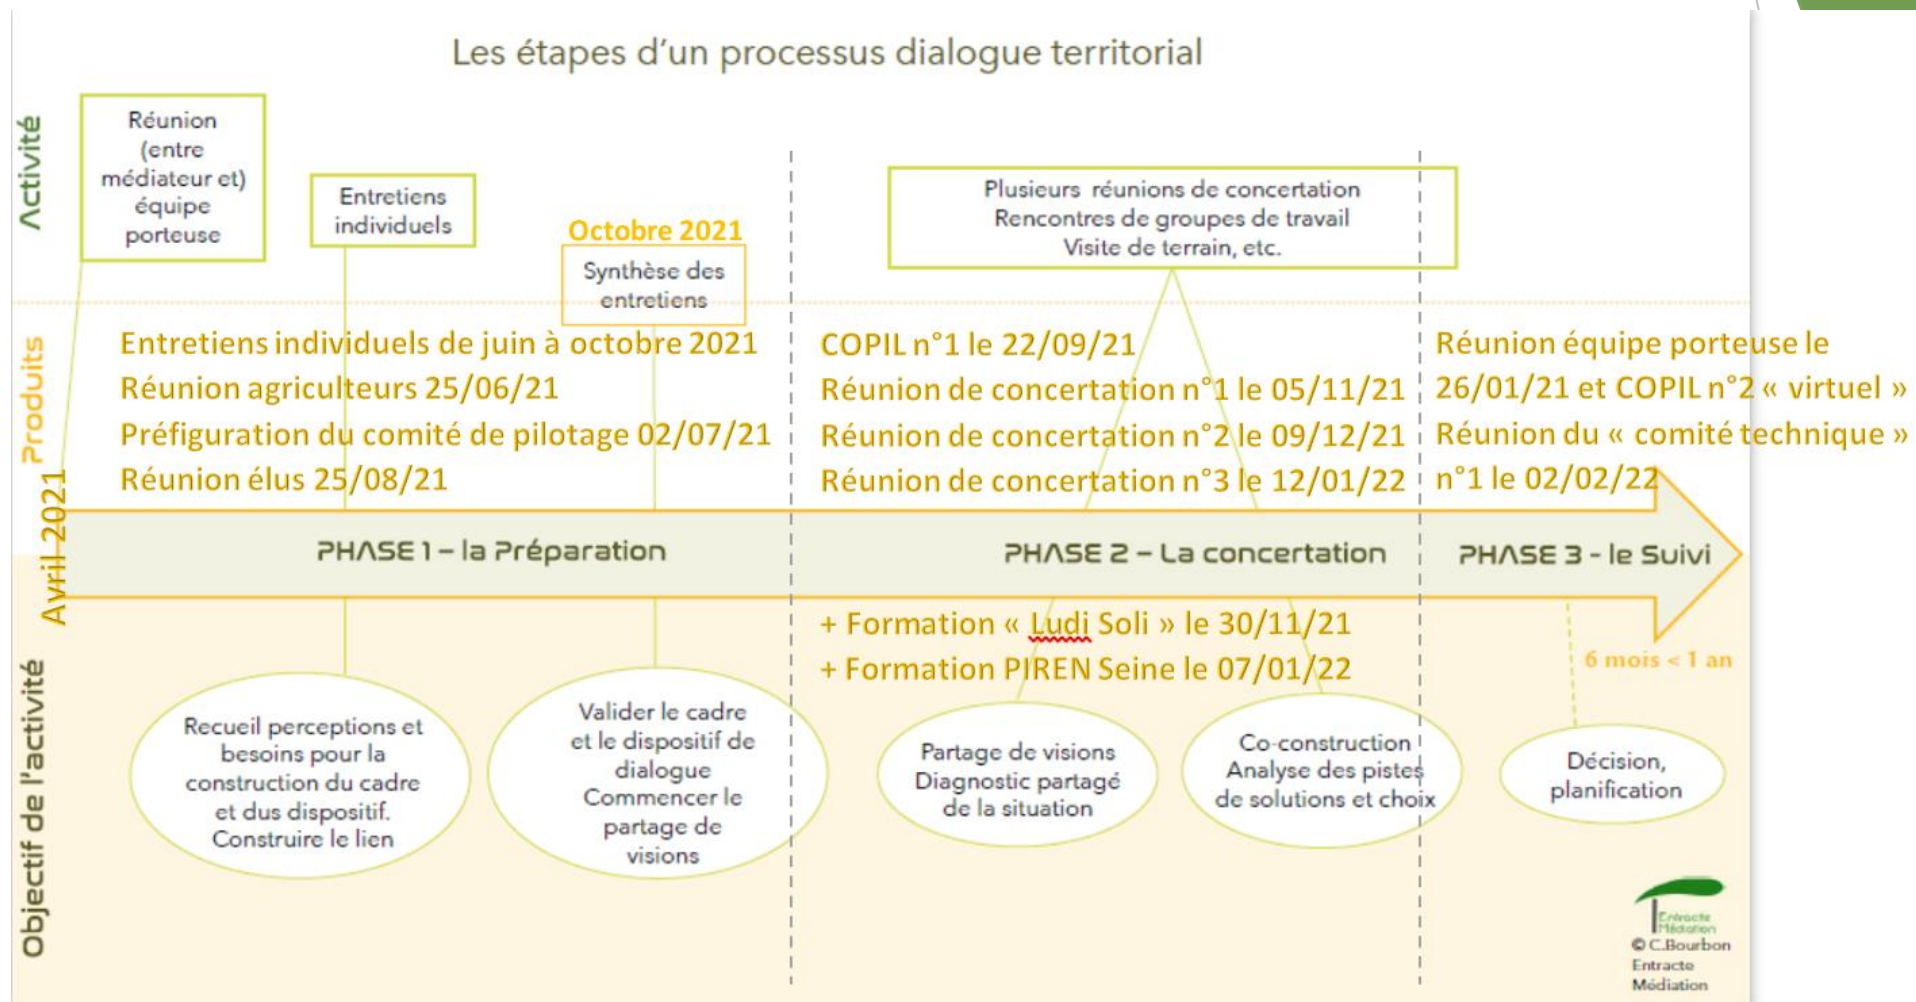 Les étapes d'un processus dialogue territorial
Activité
Réunion
(entre
médiateur et)
équipe
porteuse
Entretiens
individuels
Octobre 2021
Synthèse des
entretiens
Plusieurs réunions de concertation
Rencontres de groupes de travail
Visite de terrain, etc.
Produits
Entretiens individuels de juin à octobre 2021
Réunion agriculteurs 25/06/21
Préfiguration du comité de pilotage 02/07/21
Réunion élus 25/08/21
COPIL n°1 le 22/09/21
Réunion de concertation n°1 le 05/11/21
Réunion de concertation n°2 le 09/12/21
Réunion de concertation n°3 le 12/01/22
Réunion équipe porteuse le
26/01/21 et COPIL n°2 « virtuel »
Réunion du « comité technique »
n°1 le 02/02/22
Avril 2021
PHASE 1 – la Préparation
PHASE 2 – La concertation
PHASE 3 - le Suivi
+ Formation « Ludi Soli » le 30/11/21
+ Formation PIREN Seine le 07/01/22
6 mois < 1 an
Objectif de l'activité
Recueil perceptions et
besoins pour la
construction du cadre
et dus dispositif.
Construire le lien
Valider le cadre
et le dispositif de
dialogue
Commencer le
partage de
visions
Partage de visions
Diagnostic partagé
de la situation
Co-construction
Analyse des pistes
de solutions et choix
Décision,
planification
Entracte
Médiation
© C.Bourbon
Entracte
Médiation